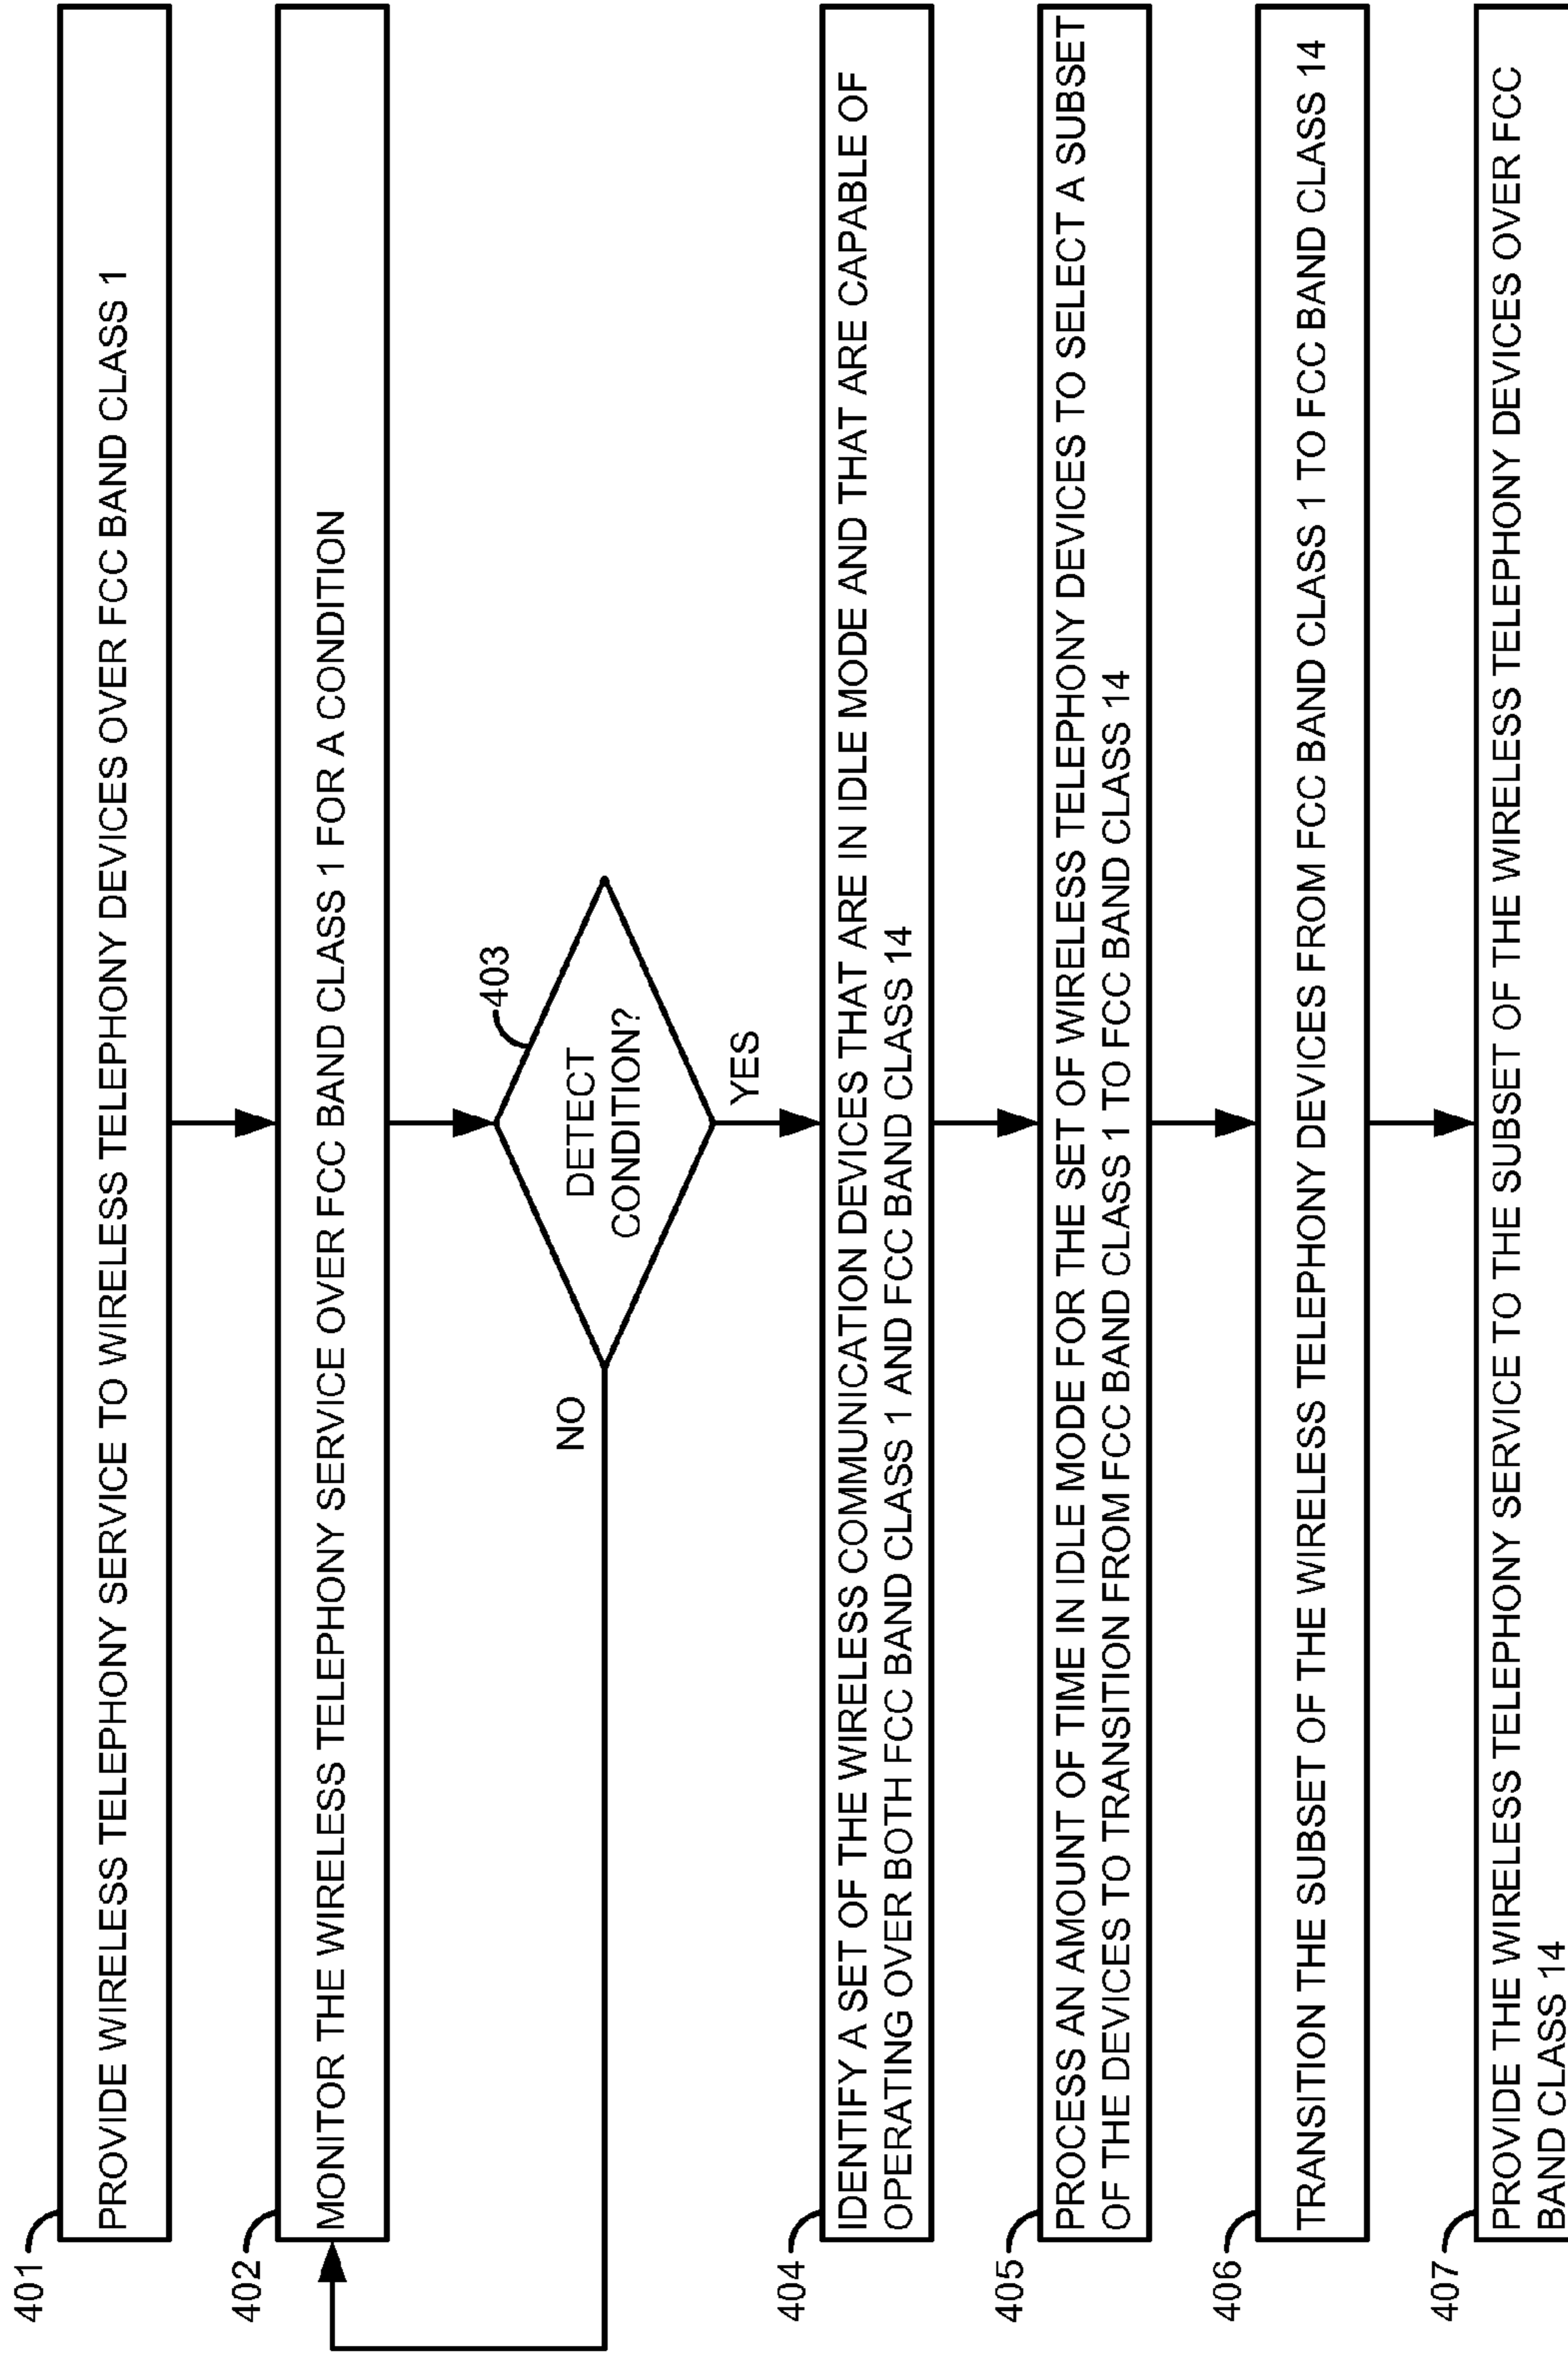 401
PROVIDE WIRELESS TELEPHONY SERVICE TO WIRELESS TELEPHONY DEVICES OVER FCC BAND CLASS 1
402
MONITOR THE WIRELESS TELEPHONY SERVICE OVER FCC BAND CLASS 1 FOR A CONDITION
403
DETECT
CONDITION?
NO
YES
404
IDENTIFY A SET OF THE WIRELESS COMMUNICATION DEVICES THAT ARE IN IDLE MODE AND THAT ARE CAPABLE OF
OPERATING OVER BOTH FCC BAND CLASS 1 AND FCC BAND CLASS 14
405
PROCESS AN AMOUNT OF TIME IN IDLE MODE FOR THE SET OF WIRELESS TELEPHONY DEVICES TO SELECT A SUBSET
OF THE DEVICES TO TRANSITION FROM FCC BAND CLASS 1 TO FCC BAND CLASS 14
406
TRANSITION THE SUBSET OF THE WIRELESS TELEPHONY DEVICES FROM FCC BAND CLASS 1 TO FCC BAND CLASS 14
407
PROVIDE THE WIRELESS TELEPHONY SERVICE TO THE SUBSET OF THE WIRELESS TELEPHONY DEVICES OVER FCC
BAND CLASS 14